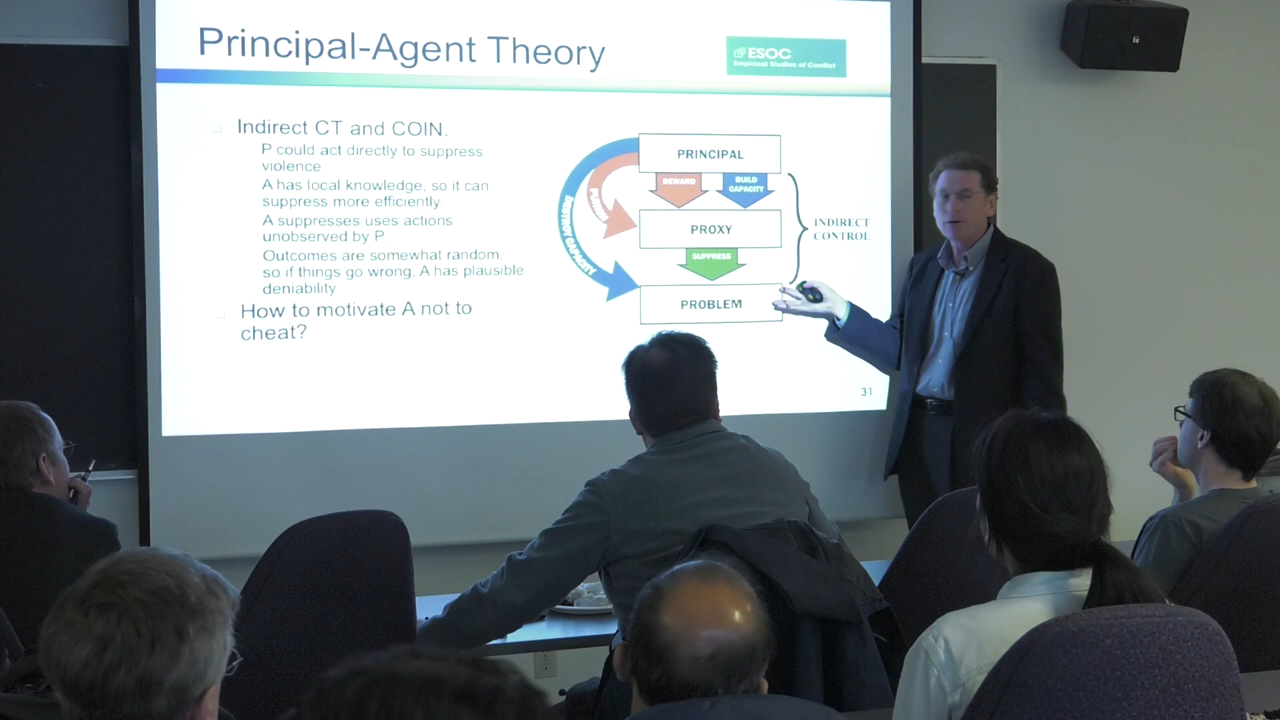 Principal-Agent Theory
ESOC
Empirical Studies of Conflict
Indirect CT and COIN.
P could act directly to suppress
violence.
A has local knowledge, so it can
suppress more efficiently.
A suppresses uses actions
unobserved by P
Outcomes are somewhat random,
so if things go wrong, A has plausible
deniability
How to motivate A not to
cheat?
PRINCIPAL
REWARD
BUILD
CAPACITY
PUNISH
PROXY
INDIRECT
CONTROL
SUPPRESS
PROBLEM
31